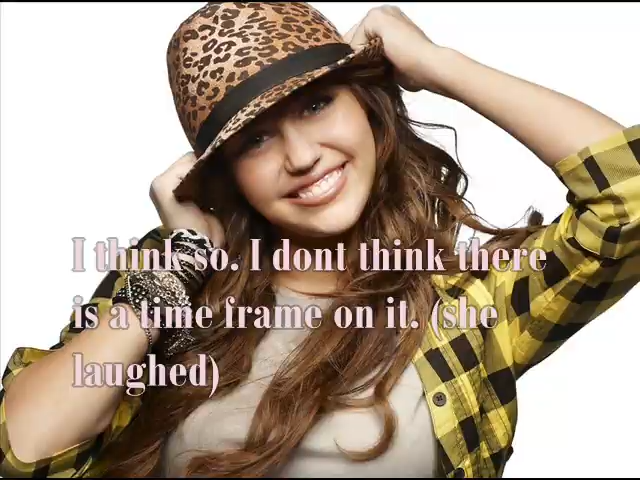 I think so. I dont think there
is a time frame on it. (she
laughed)